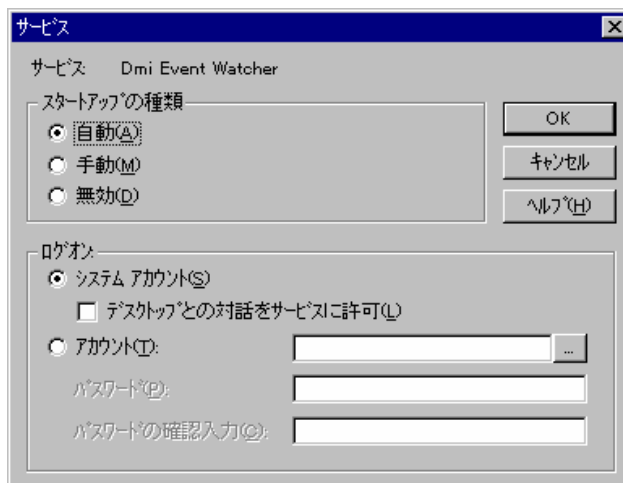 サービス
サービス: Dmi Event Watcher
スタートアップの種類
自動(A)
手動(M)
無効(D)
OK
キャンセル
ヘルプ(H)
ログオン:
システム アカウント(S)
デスクトップとの対話をサービスに許可(L)
アカウント(T):
...
パスワード(P):
パスワードの確認入力(C):